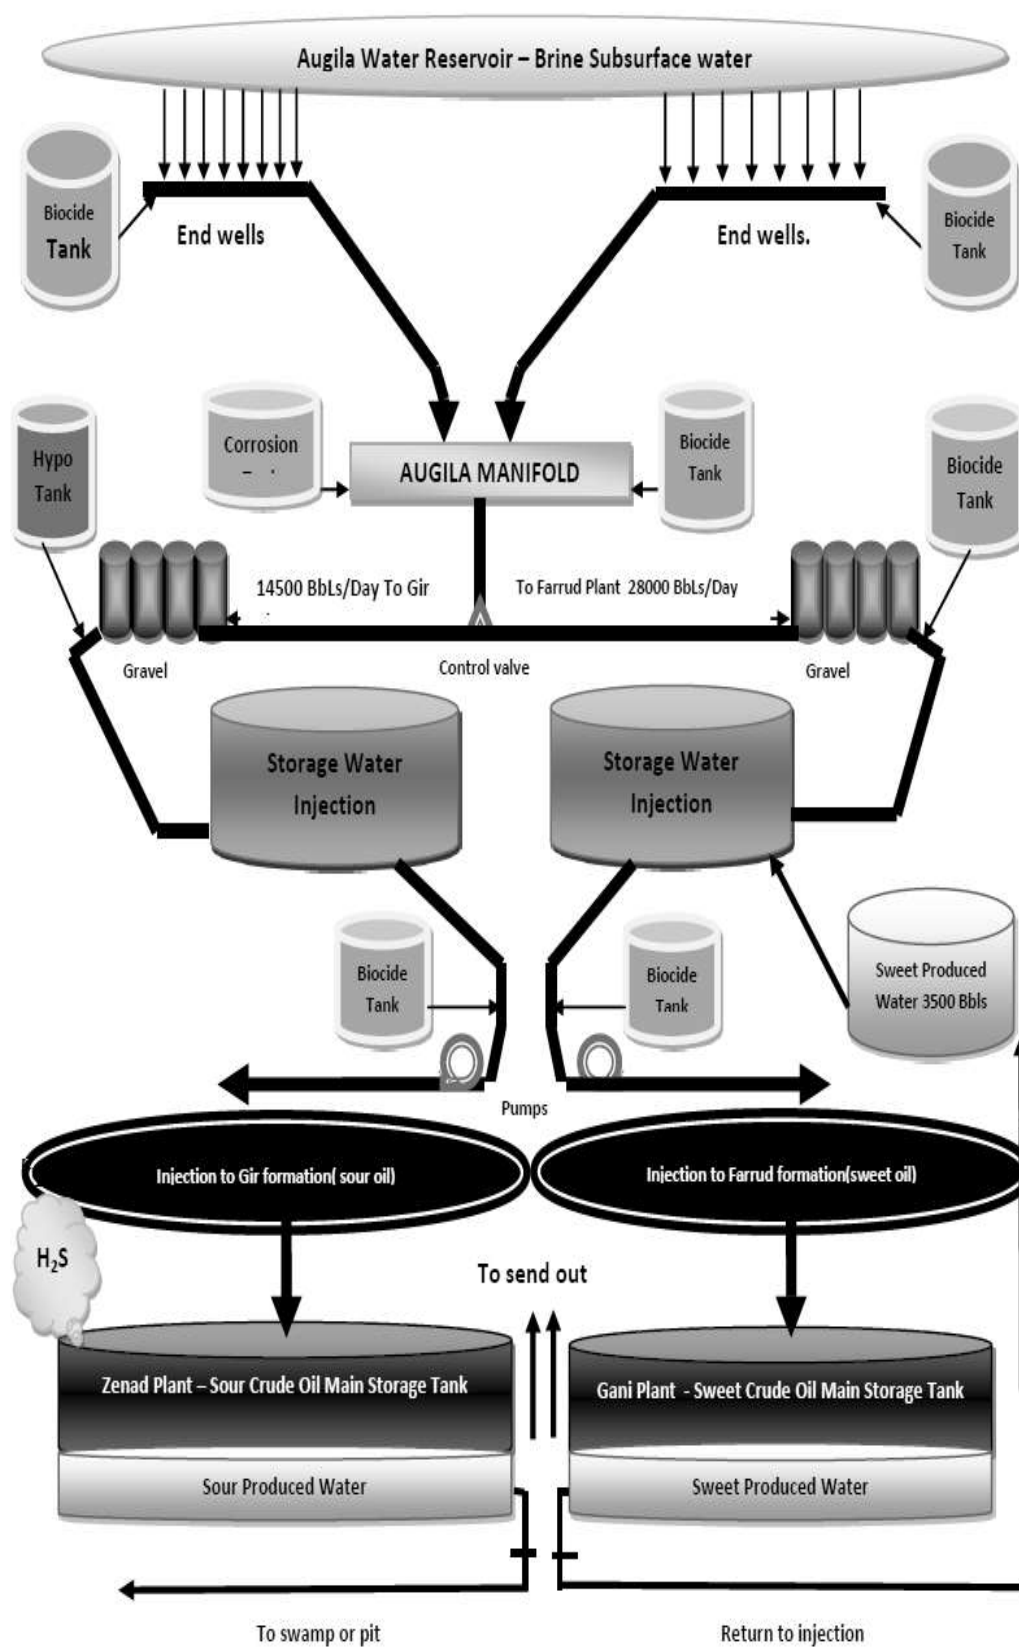 Augila Water Reservoir – Brine Subsurface water
Biocide
Tank
End wells
End wells.
Biocide
Tank
Hypo
Tank
Corrosion
AUGILA MANIFOLD
Biocide
Tank
Biocide
Tank
14500 BbLs/Day To Gir
To Farrud Plant 28000 BbLs/Day
Gravel
Control valve
Gravel
Storage Water
Injection
Storage Water
Injection
Biocide
Tank
Biocide
Tank
Sweet Produced
Water 3500 Bbls
Pumps
Injection to Gir formation( sour oil)
Injection to Farrud formation(sweet oil)
H₂S
To send out
Zenad Plant – Sour Crude Oil Main Storage Tank
Gani Plant - Sweet Crude Oil Main Storage Tank
Sour Produced Water
Sweet Produced Water
To swamp or pit
Return to injection